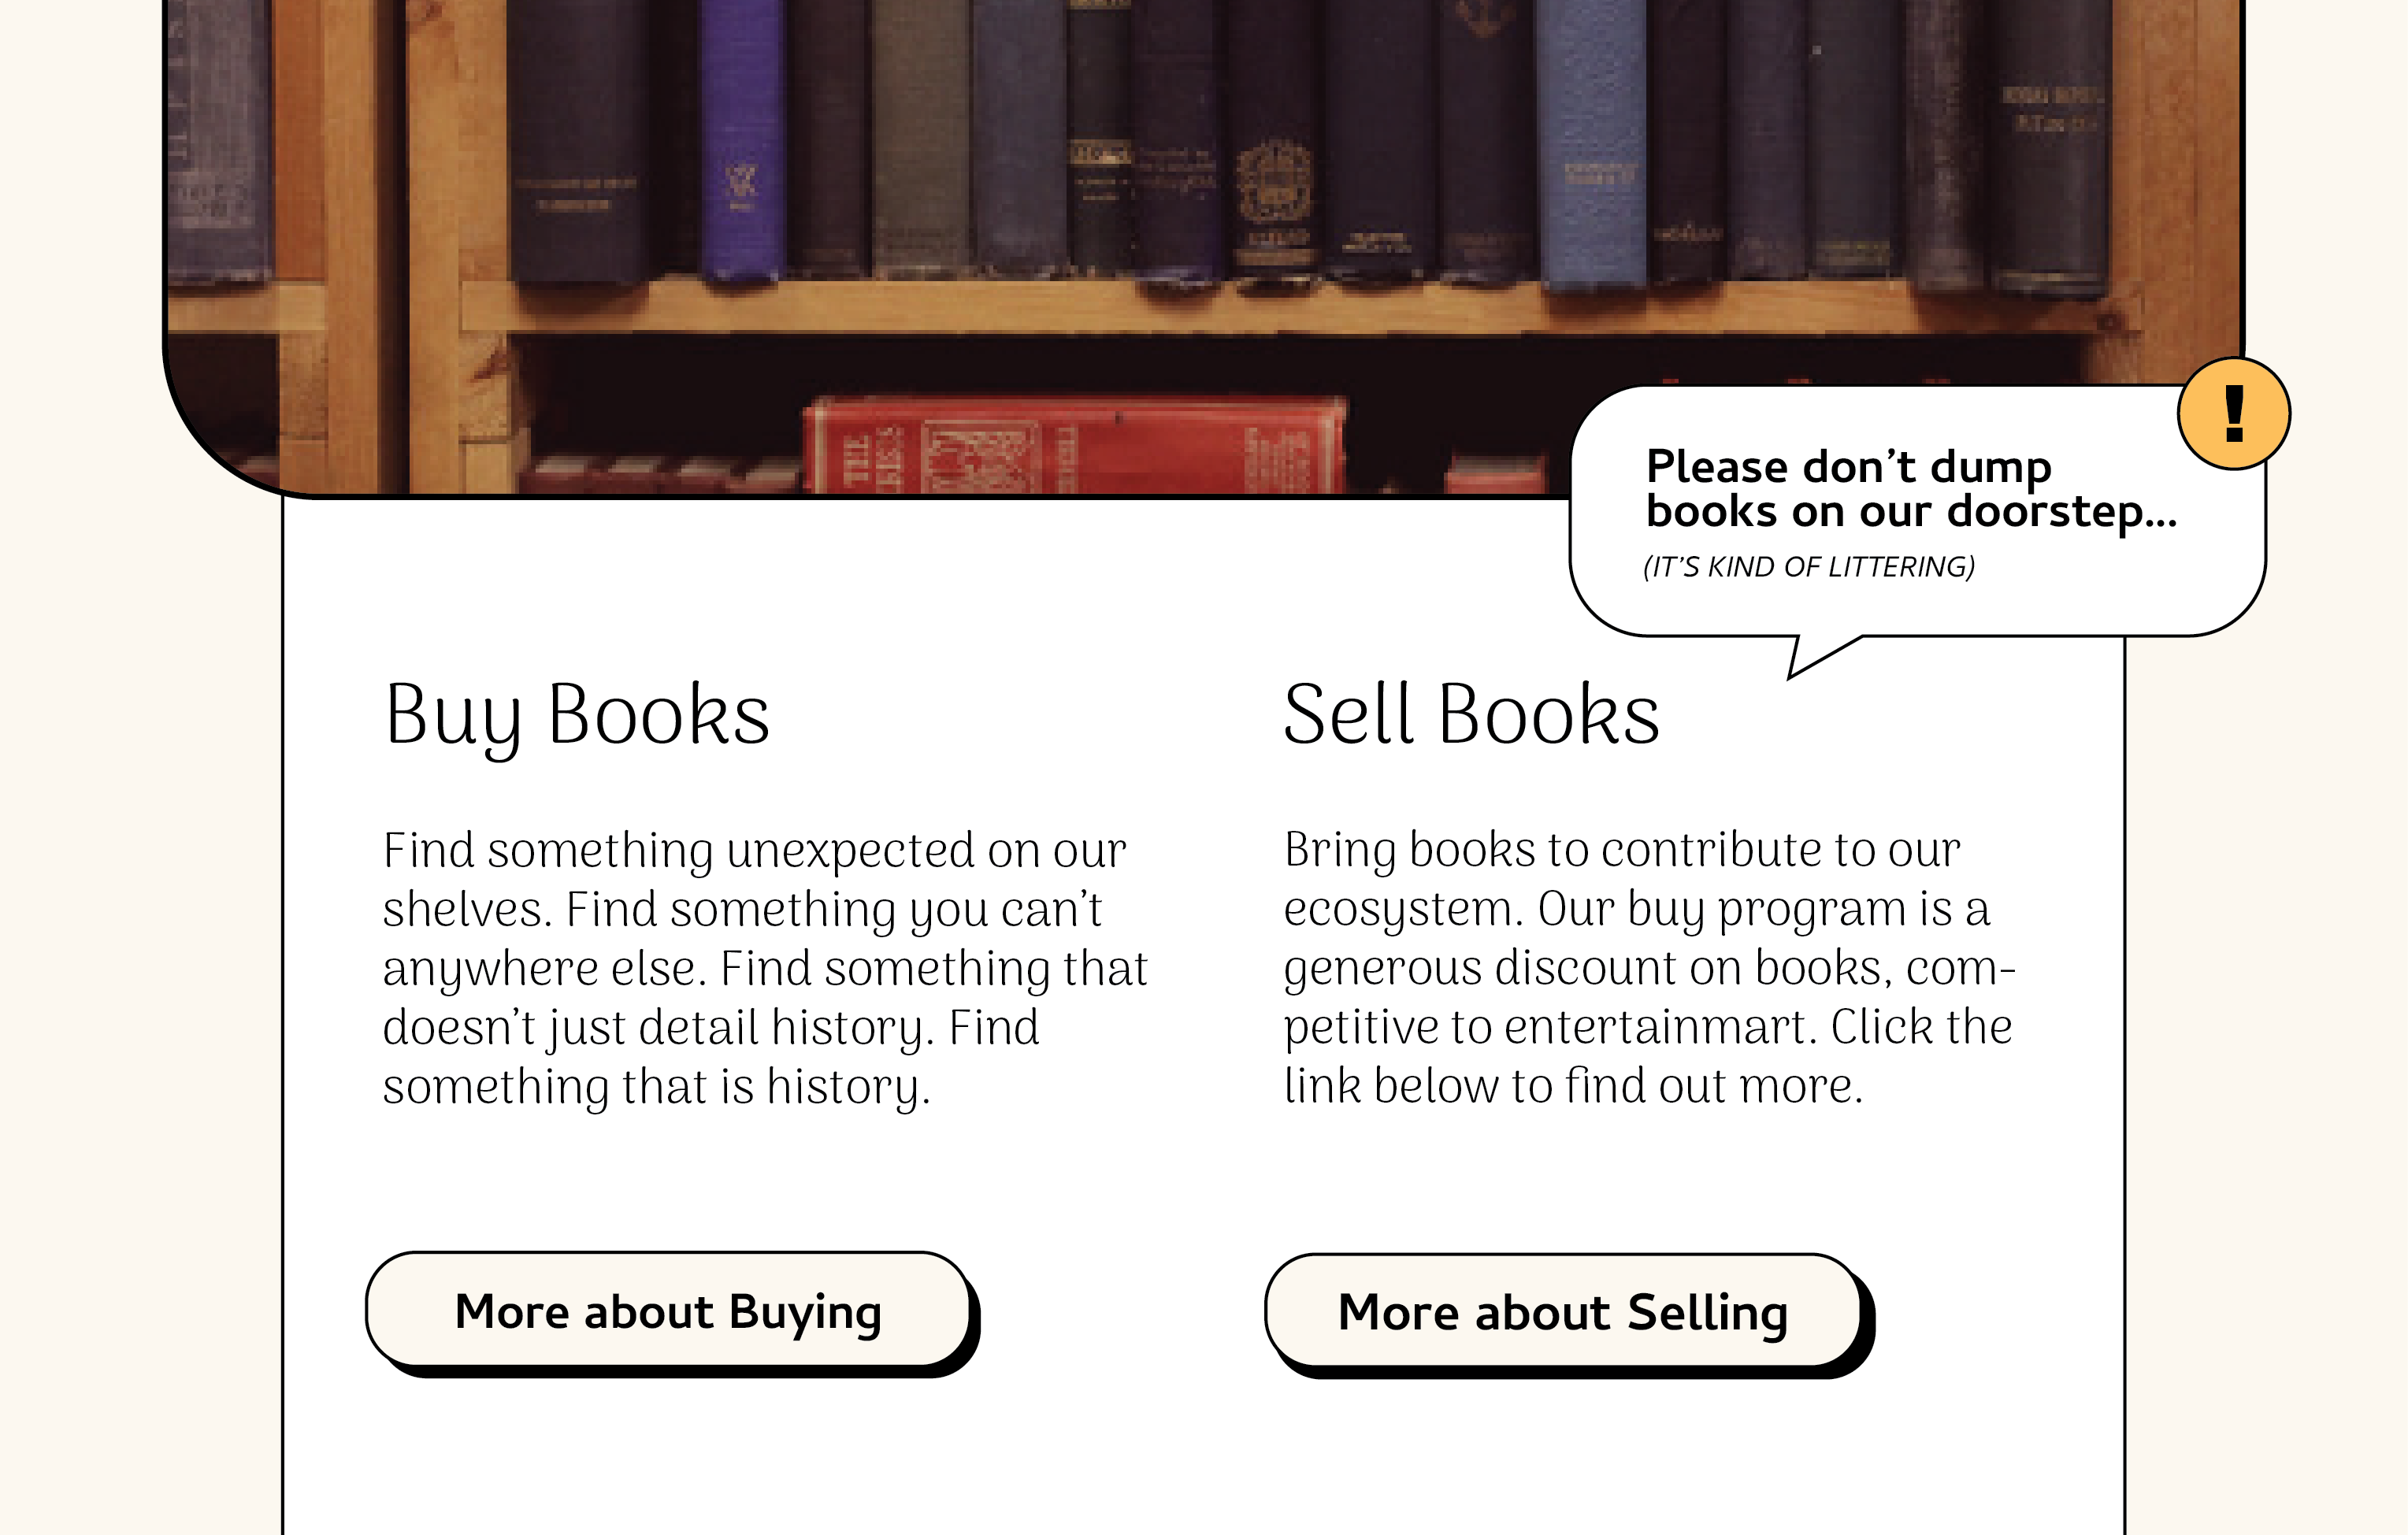 THE
Please don’t dump
books on our doorstep...
(IT’S KIND OF LITTERING)
!
Buy Books
Find something unexpected on our
shelves. Find something you can’t
anywhere else. Find something that
doesn’t just detail history. Find
something that is history.
More about Buying
Sell Books
Bring books to contribute to our
ecosystem. Our buy program is a
generous discount on books, com-
petitive to entertainmart. Click the
link below to find out more.
More about Selling